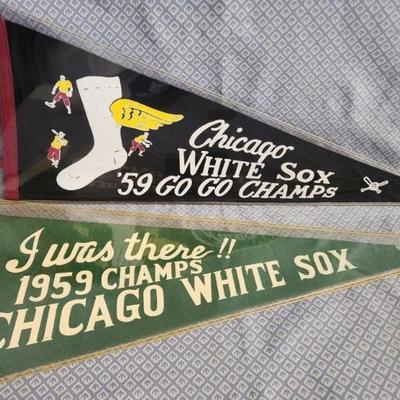 Chicago
WHITE SOX
'59 GO GO CHAMPS
I was there!!
1959 CHAMPS
CHICAGO WHITE SOX